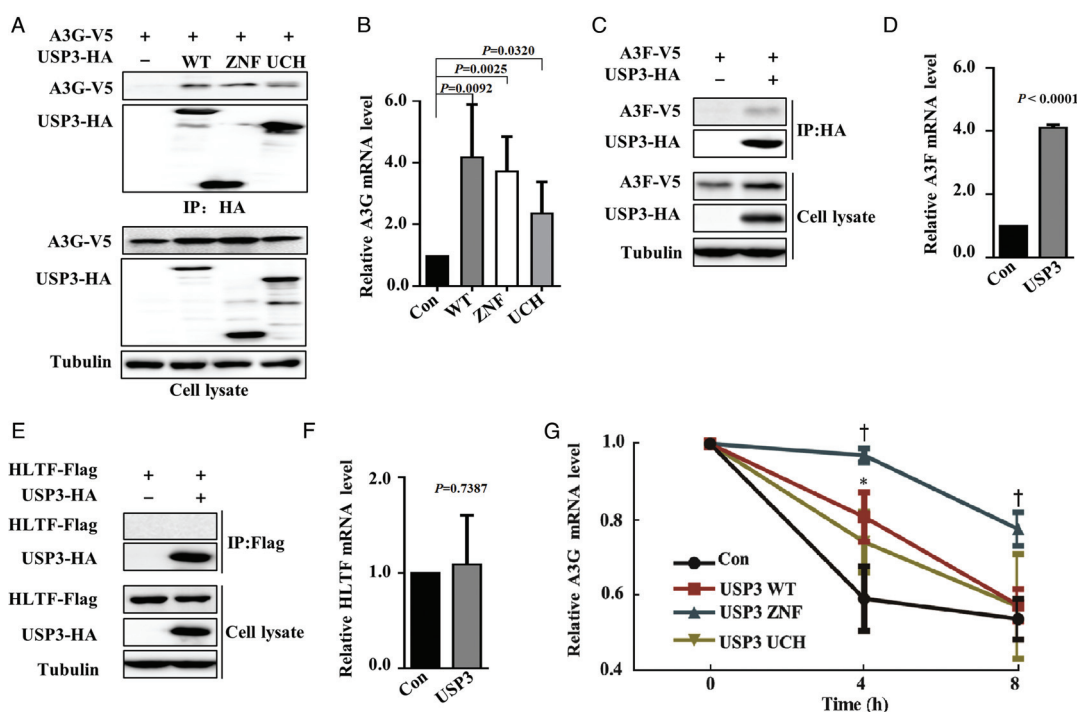 A
A3G-V5 + + + +
USP3-HA – WT ZNF UCH
A3G-V5
USP3-HA
IP: HA
A3G-V5
USP3-HA
Tubulin
Cell lysate
B
P=0.0320
P=0.0025
P=0.0092
Relative A3G mRNA level
6.0
4.0
2.0
0.0
Con WT ZNF UCH
C
A3F-V5 + +
USP3-HA – +
A3F-V5
USP3-HA
IP:HA
A3F-V5
USP3-HA
Tubulin
Cell lysate
D
P < 0.0001
Relative A3F mRNA level
6.0
4.0
2.0
0.0
Con USP3
E
HLTF-Flag + +
USP3-HA – +
HLTF-Flag
USP3-HA
IP:Flag
HLTF-Flag
USP3-HA
Tubulin
Cell lysate
F
P=0.7387
Relative HLTF mRNA level
2.0
1.0
0.0
Con USP3
G
Relative A3G mRNA level
1.0
0.8
0.6
0.4
† * †
Con
USP3 WT
USP3 ZNF
USP3 UCH
0 4 8
Time (h)